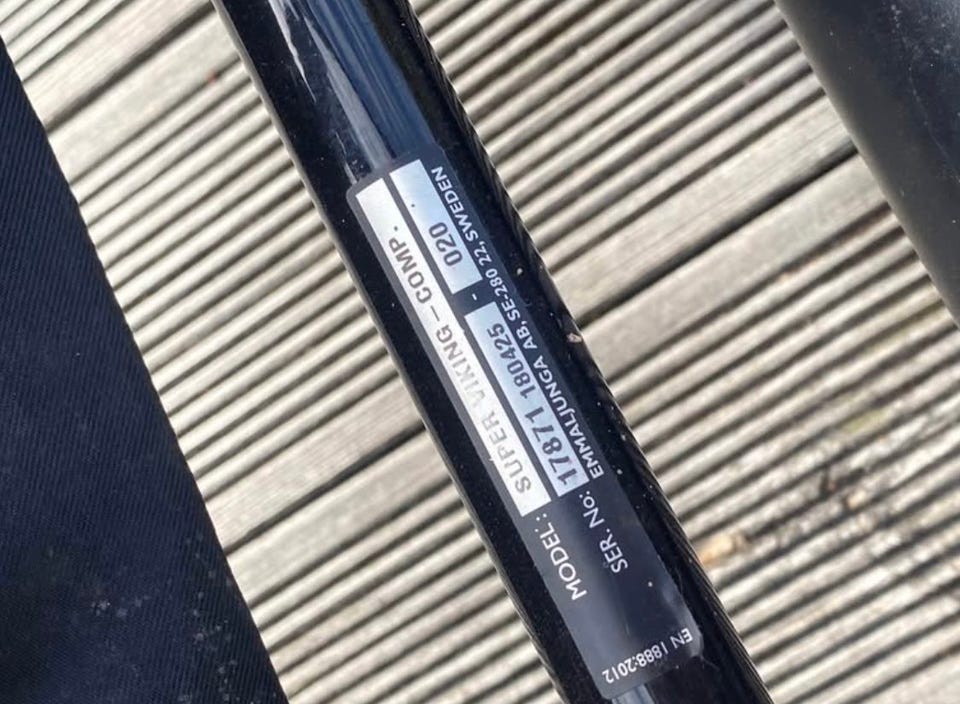 MODEL: SUPER VIKING-COMP.
SER. No: 17871 180425 - 020
EMMALJUNGA AB, SE-280 22, SWEDEN
EN 1888:2012